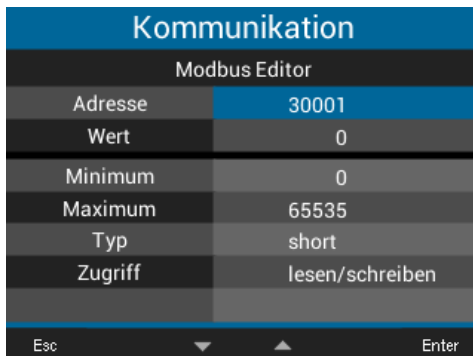 Kommunikation
Modbus Editor
Adresse 30001
Wert 0
Minimum 0
Maximum 65535
Typ short
Zugriff lesen/schreiben
Esc Enter